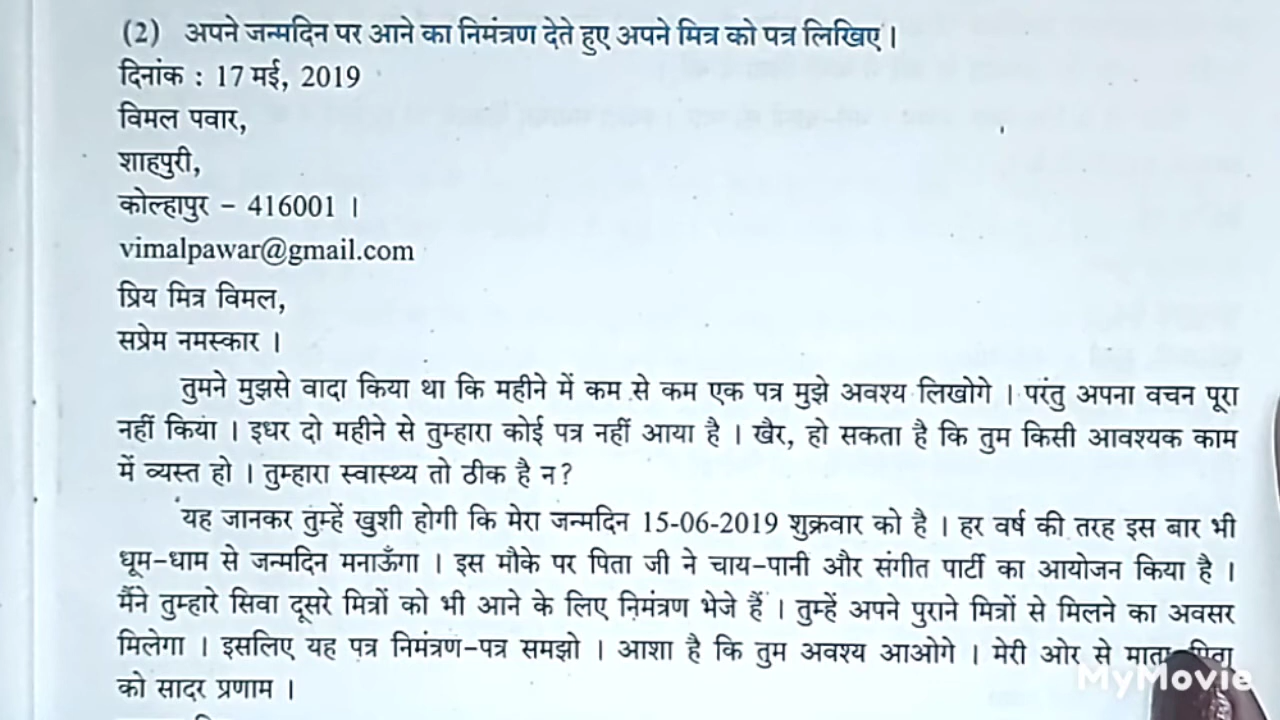 (2) अपने जन्मदिन पर आने का निमंत्रण देते हुए अपने मित्र को पत्र लिखिए।
दिनांक : 17 मई, 2019
विमल पवार,
शाहपुरी,
कोल्हापुर - 416001 ।
vimalpawar@gmail.com
प्रिय मित्र विमल,
सप्रेम नमस्कार ।
तुमने मुझसे वादा किया था कि महीने में कम से कम एक पत्र मुझे अवश्य लिखोगे । परंतु अपना वचन पूरा
नहीं किया । इधर दो महीने से तुम्हारा कोई पत्र नहीं आया है । खैर, हो सकता है कि तुम किसी आवश्यक काम
में व्यस्त हो । तुम्हारा स्वास्थ्य तो ठीक है न?
यह जानकर तुम्हें खुशी होगी कि मेरा जन्मदिन 15-06-2019 शुक्रवार को है । हर वर्ष की तरह इस बार भी
धूम-धाम से जन्मदिन मनाऊँगा । इस मौके पर पिता जी ने चाय-पानी और संगीत पार्टी का आयोजन किया है ।
मैंने तुम्हारे सिवा दूसरे मित्रों को भी आने के लिए निमंत्रण भेजे हैं । तुम्हें अपने पुराने मित्रों से मिलने का अवसर
मिलेगा । इसलिए यह पत्र निमंत्रण-पत्र समझो । आशा है कि तुम अवश्य आओगे । मेरी ओर से माता-पिता
को सादर प्रणाम ।
MyMovie